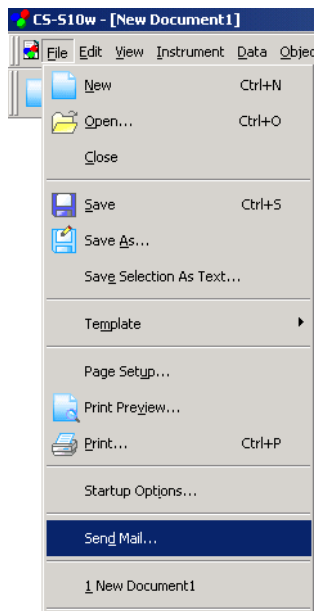 CS-S10w - [New Document1]
File Edit View Instrument Data Objec
New Ctrl+N
Open... Ctrl+O
Close
Save Ctrl+S
Save As...
Save Selection As Text...
Template
Page Setup...
Print Preview...
Print... Ctrl+P
Startup Options...
Send Mail...
1 New Document1